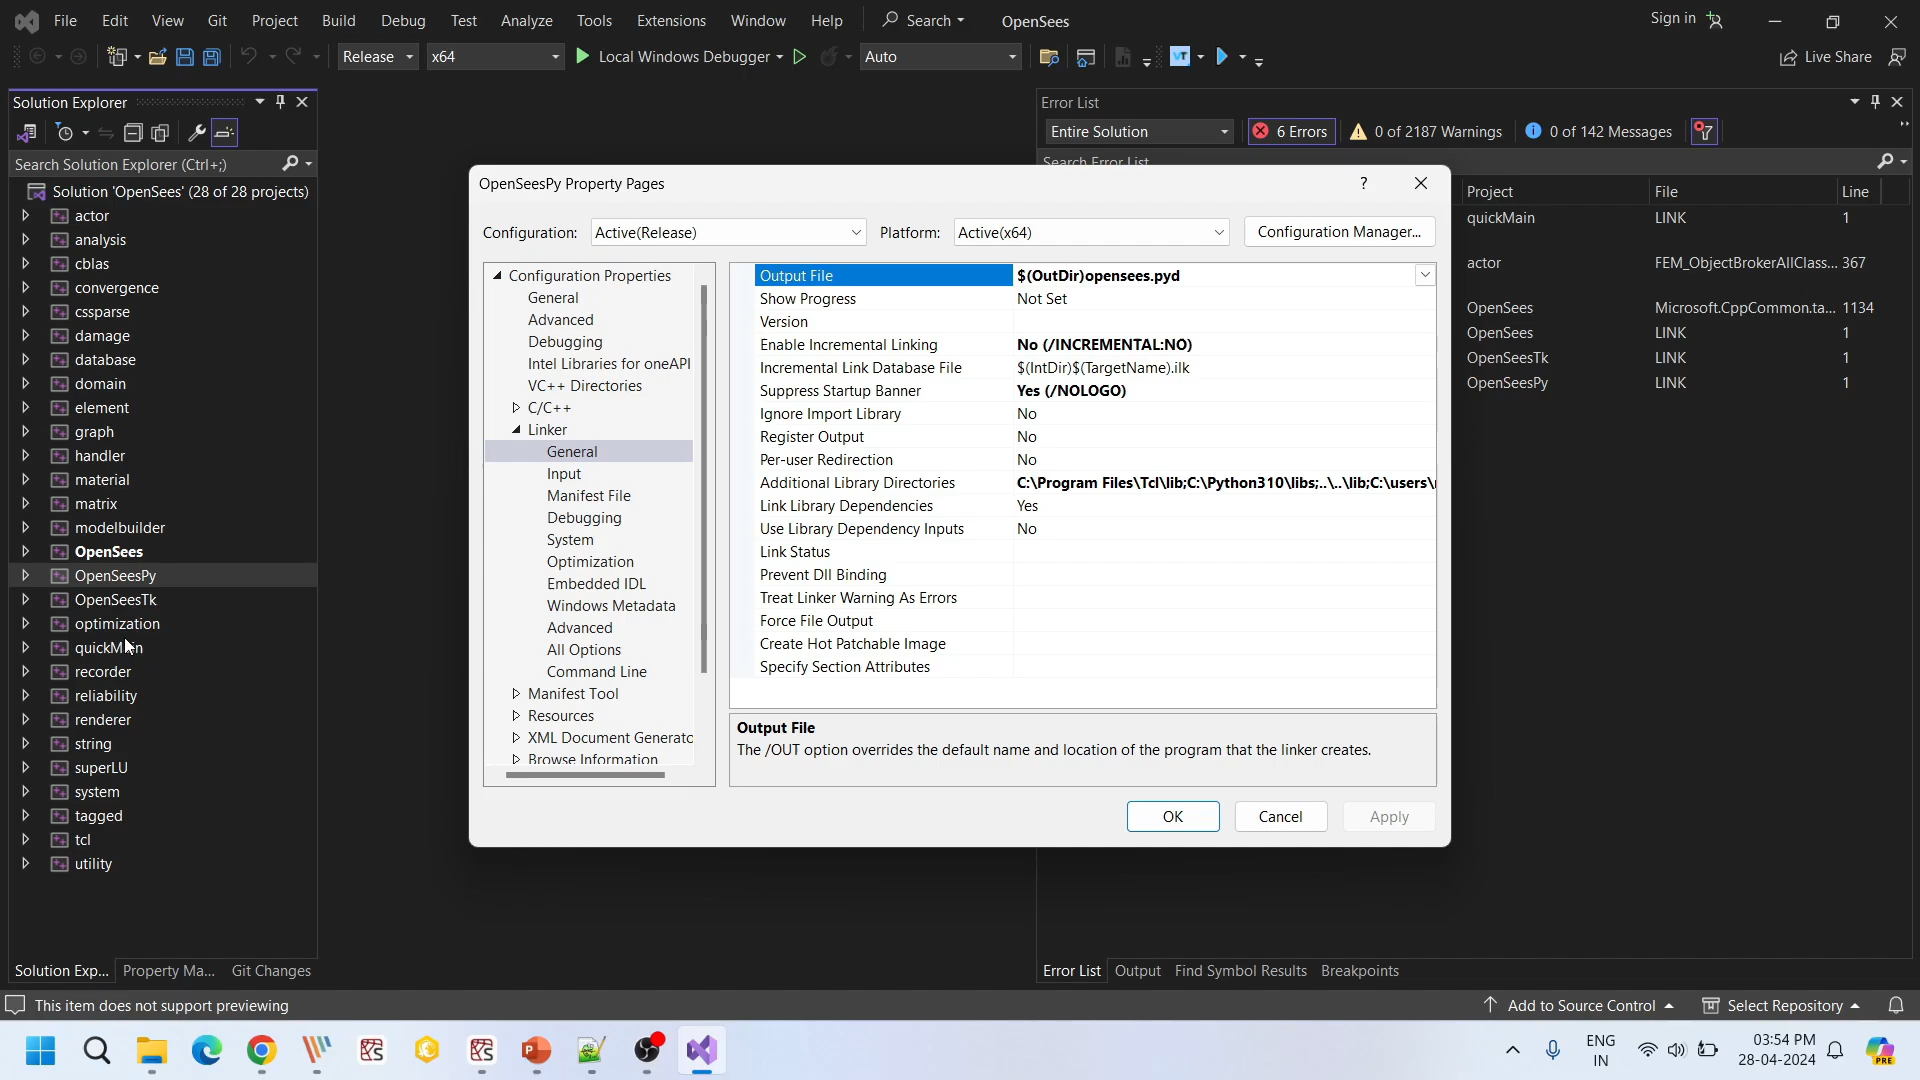 File Edit View Git Project Build Debug Test Analyze Tools Extensions Window Help Search OpenSees Sign in
Release x64 Local Windows Debugger Auto Live Share
Solution Explorer
Search Solution Explorer (Ctrl+;)
Solution 'OpenSees' (28 of 28 projects)
actor
analysis
cblas
convergence
cssparse
damage
database
domain
element
graph
handler
material
matrix
modelbuilder
OpenSees
OpenSeesPy
OpenSeesTk
optimization
quickMain
recorder
reliability
renderer
string
superLU
system
tagged
tcl
utility
Solution Exp... Property Ma... Git Changes
OpenSeesPy Property Pages
?
Configuration: Active(Release) Platform: Active(x64) Configuration Manager...
Configuration Properties
General
Advanced
Debugging
Intel Libraries for oneAPI
VC++ Directories
C/C++
Linker
General
Input
Manifest File
Debugging
System
Optimization
Embedded IDL
Windows Metadata
Advanced
All Options
Command Line
Manifest Tool
Resources
XML Document Generato
Browse Information
Output File $(OutDir)opensees.pyd
Show Progress Not Set
Version
Enable Incremental Linking No (/INCREMENTAL:NO)
Incremental Link Database File $(IntDir)$(TargetName).ilk
Suppress Startup Banner Yes (/NOLOGO)
Ignore Import Library No
Register Output No
Per-user Redirection No
Additional Library Directories C:\Program Files\Tcl\lib;C:\Python310\libs;..\..\lib;C:\users\
Link Library Dependencies Yes
Use Library Dependency Inputs No
Link Status
Prevent Dll Binding
Treat Linker Warning As Errors
Force File Output
Create Hot Patchable Image
Specify Section Attributes
Output File
The /OUT option overrides the default name and location of the program that the linker creates.
OK Cancel Apply
Error List
Entire Solution 6 Errors 0 of 2187 Warnings 0 of 142 Messages
Search Error List
Project File Line
quickMain LINK 1
actor FEM_ObjectBrokerAllClass... 367
OpenSees Microsoft.CppCommon.ta... 1134
OpenSees LINK 1
OpenSeesTk LINK 1
OpenSeesPy LINK 1
Error List Output Find Symbol Results Breakpoints
This item does not support previewing Add to Source Control Select Repository
ENG
IN
03:54 PM
28-04-2024
PRE